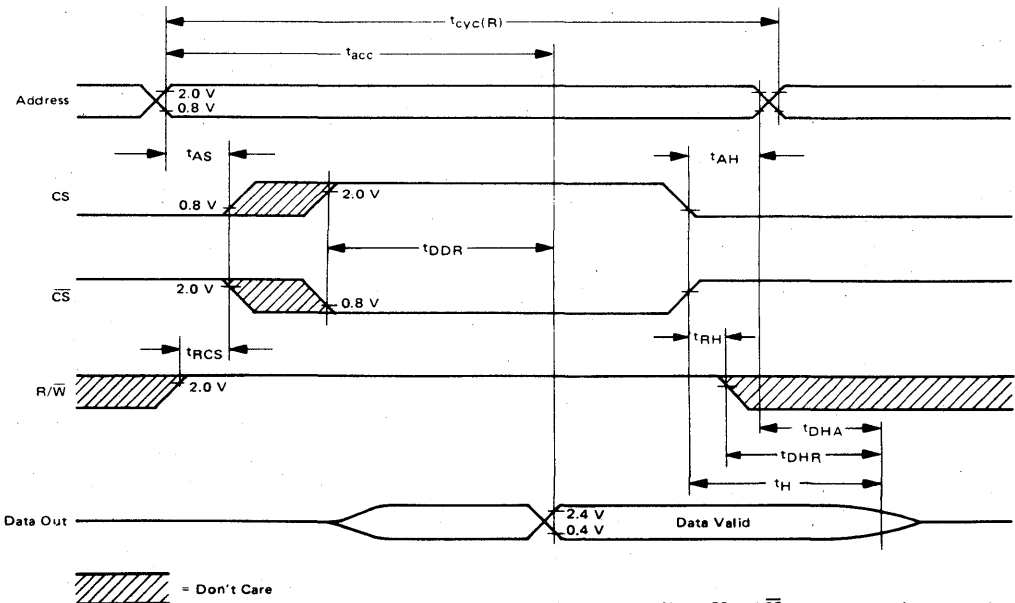 tcyc(R)
tacc
Address
2.0 V
0.8 V
tAS
tAH
CS
2.0 V
0.8 V
tDDR
C̅S̅
2.0 V
0.8 V
tRCS
tRH
R/W̅
2.0 V
tDHA
tDHR
tH
Data Out
2.4 V
0.4 V
Data Valid
= Don't Care